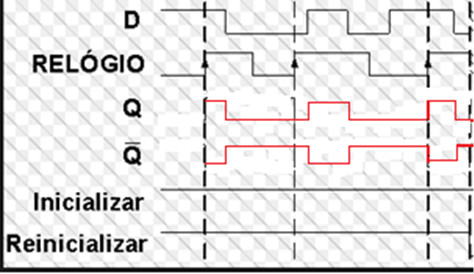 D
RELÓGIO
Q
Q̅
Inicializar
Reinicializar